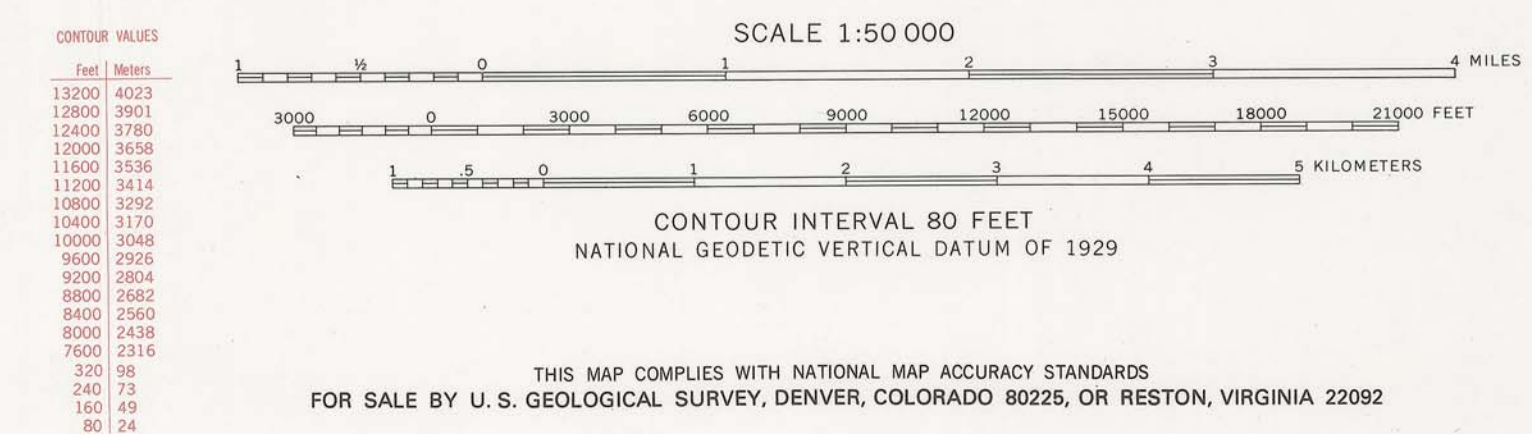 CONTOUR VALUES
Feet Meters
13200 4023
12800 3901
12400 3780
12000 3658
11600 3536
11200 3414
10800 3292
10400 3170
10000 3048
9600 2926
9200 2804
8800 2682
8400 2560
8000 2438
7600 2316
320 98
240 73
160 49
80 24
SCALE 1:50 000
1 ½ 0 1 2 3 4 MILES
3000 0 3000 6000 9000 12000 15000 18000 21000 FEET
1 .5 0 1 2 3 4 5 KILOMETERS
CONTOUR INTERVAL 80 FEET
NATIONAL GEODETIC VERTICAL DATUM OF 1929
THIS MAP COMPLIES WITH NATIONAL MAP ACCURACY STANDARDS
FOR SALE BY U. S. GEOLOGICAL SURVEY, DENVER, COLORADO 80225, OR RESTON, VIRGINIA 22092